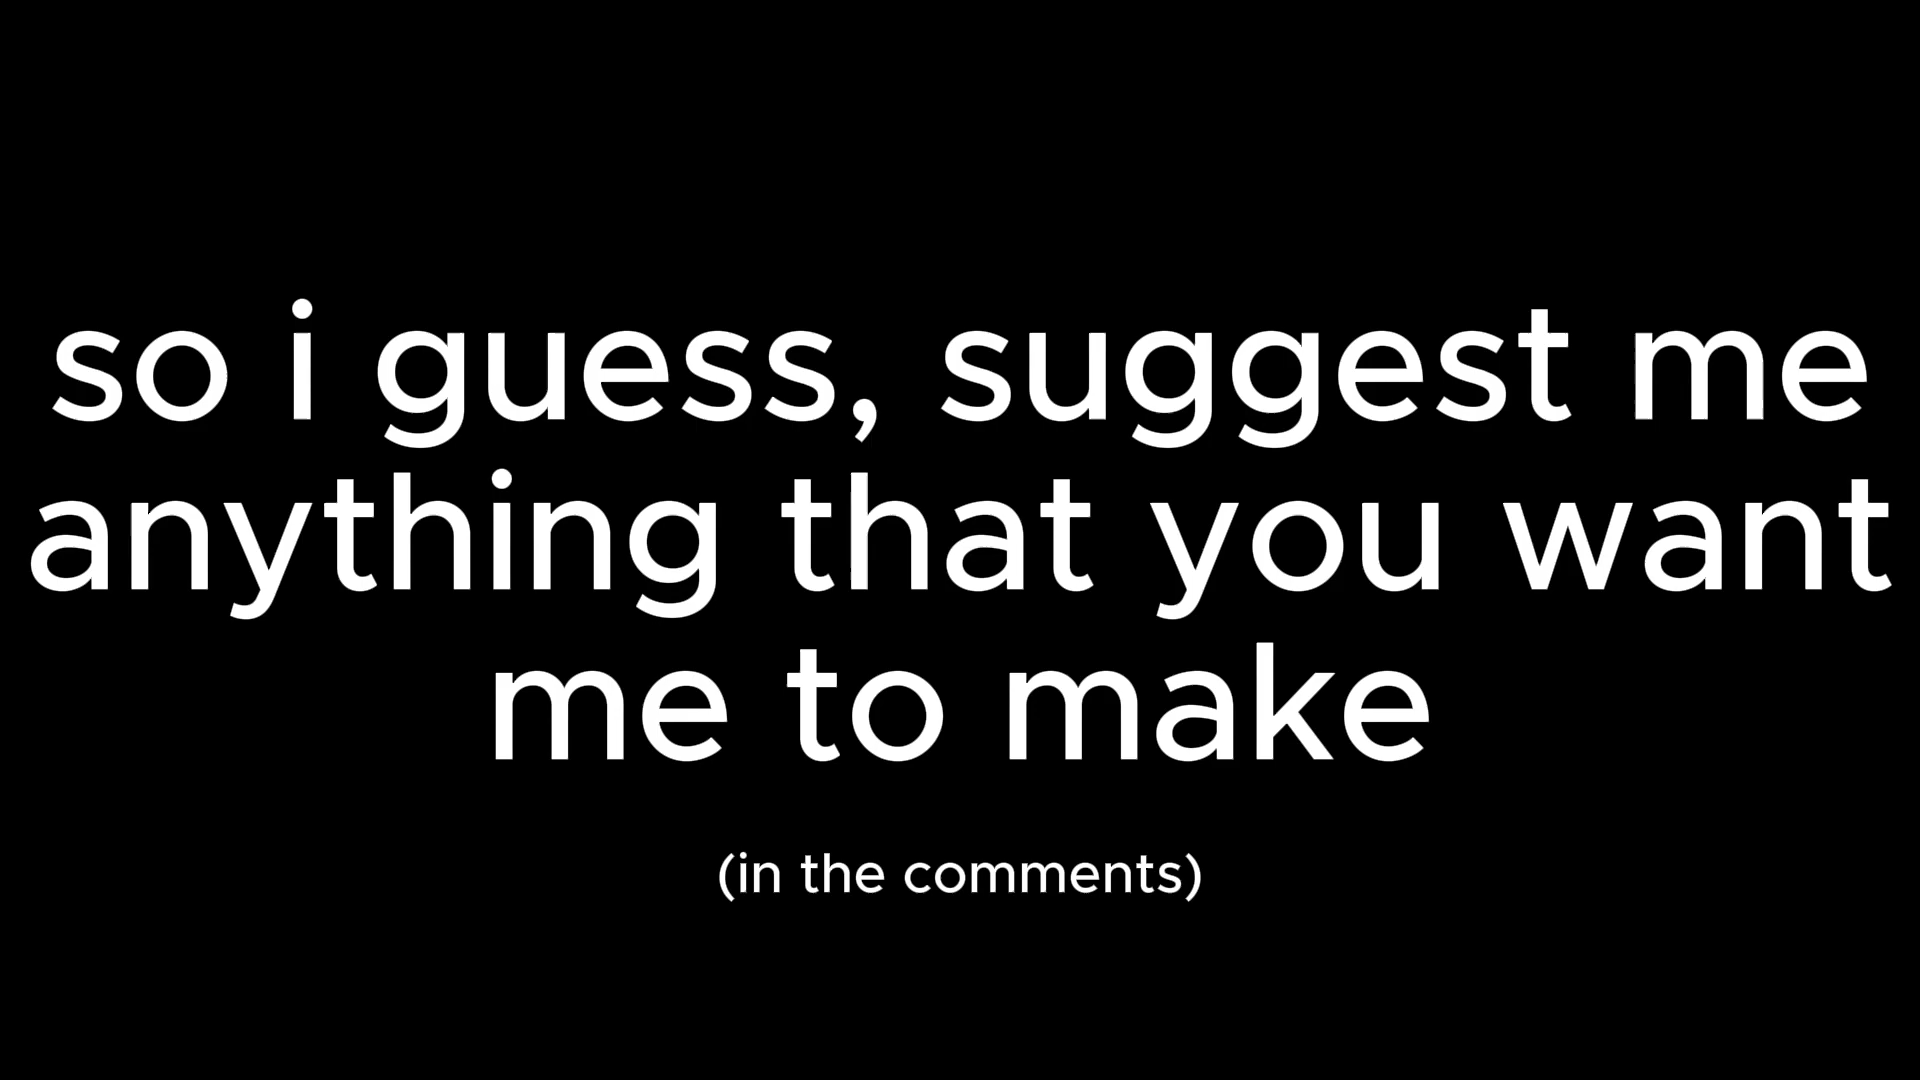 so i guess, suggest me
anything that you want
me to make
(in the comments)